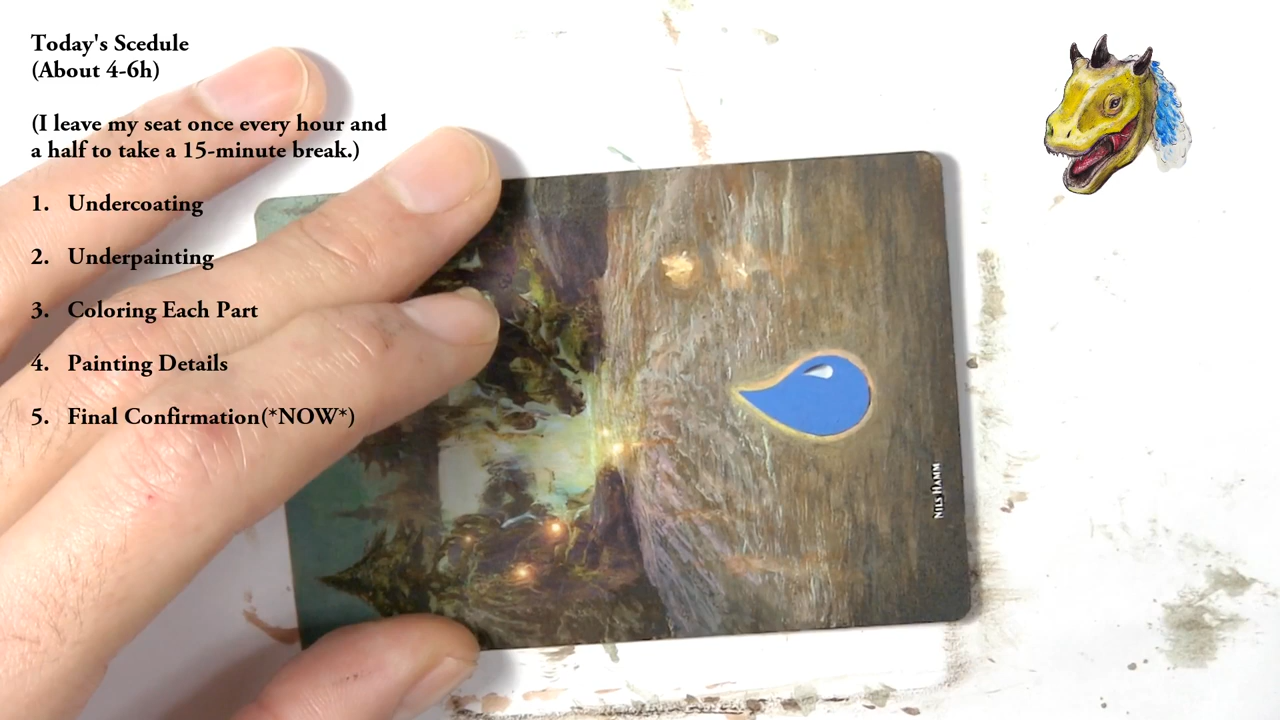 Today's Scedule
(About 4-6h)
(I leave my seat once every hour and
a half to take a 15-minute break.)
1. Undercoating
2. Underpainting
3. Coloring Each Part
4. Painting Details
5. Final Confirmation(*NOW*)
Nils Hamm